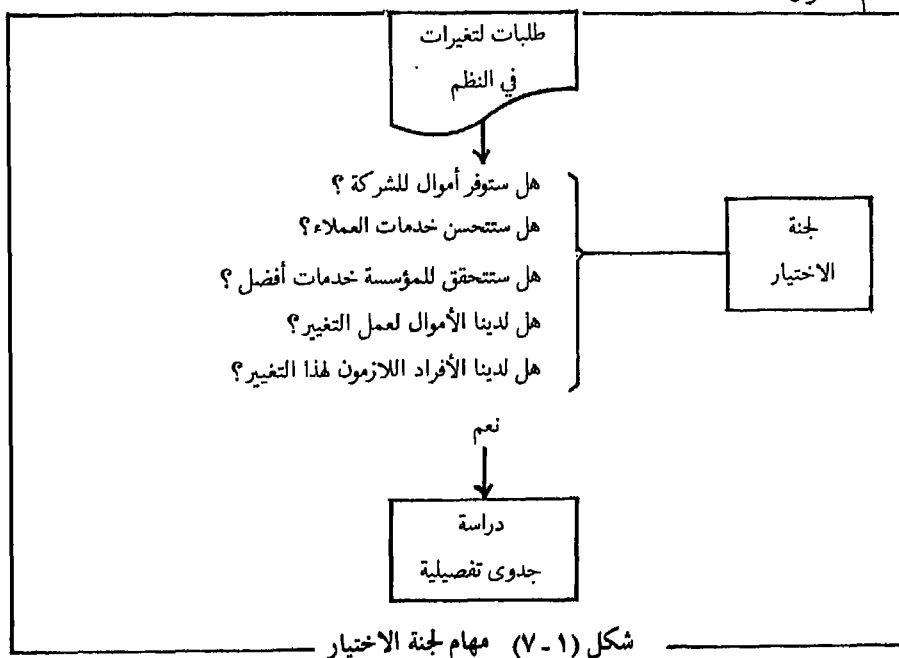 طلبات لتغيرات
في النظم
هل ستوفر أموال للشركة ؟
هل ستتحسن خدمات العملاء؟
هل ستتحقق للمؤسسة خدمات أفضل ؟
هل لدينا الأموال لعمل التغيير؟
هل لدينا الأفراد اللازمون لهذا التغيير؟
لجنة
الاختيار
نعم
دراسة
جدوى تفصيلية
شكل (١ - ٧) مهام لجنة الاختيار